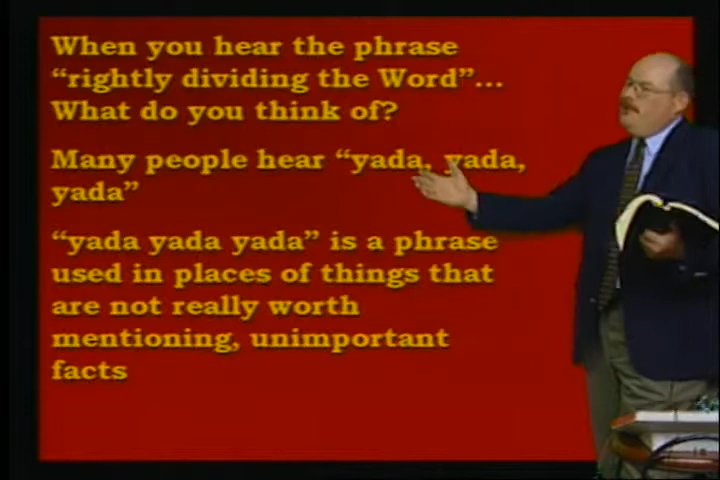 When you hear the phrase
“rightly dividing the Word”...
What do you think of?
Many people hear “yada, yada,
yada”
“yada yada yada” is a phrase
used in places of things that
are not really worth
mentioning, unimportant
facts